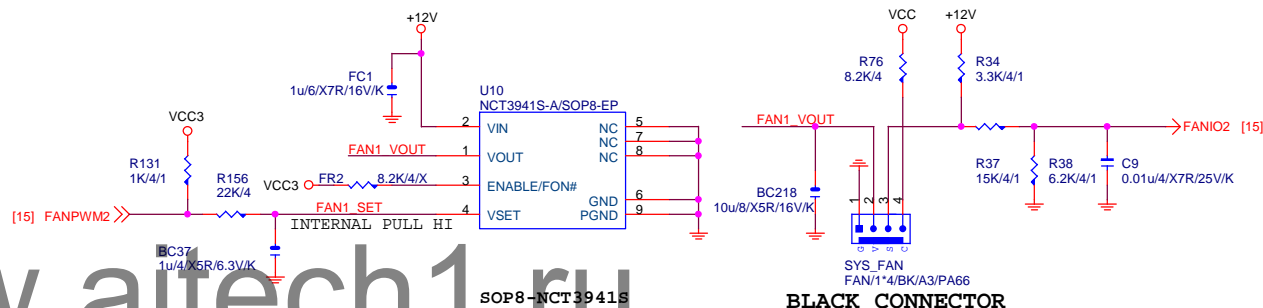 +12V
VCC
+12V
FC1
1u/6/X7R/16V/K
R76
8.2K/4
R34
3.3K/4/1
U10
NCT3941S-A/SOP8-EP
VCC3
2 VIN NC 5
NC 7
FAN1_VOUT 1 VOUT NC 8
FAN1_VOUT
FANIO2 [15]
R131
1K/4/1
R156
22K/4
VCC3 FR2 8.2K/4/X 3 ENABLE/FON#
GND 6
[15] FANPWM2 FAN1_SET 4 VSET PGND 9
INTERNAL PULL HI
R37
15K/4/1
R38
6.2K/4/1
C9
0.01u/4/X7R/25V/K
BC218
10u/8/X5R/16V/K
1 2 3 4
G V S C
BC37
1u/4/X5R/6.3V/K
SYS_FAN
FAN/1*4/BK/A3/PA66
w.aitech1.ru
SOP8-NCT3941S
BLACK CONNECTOR